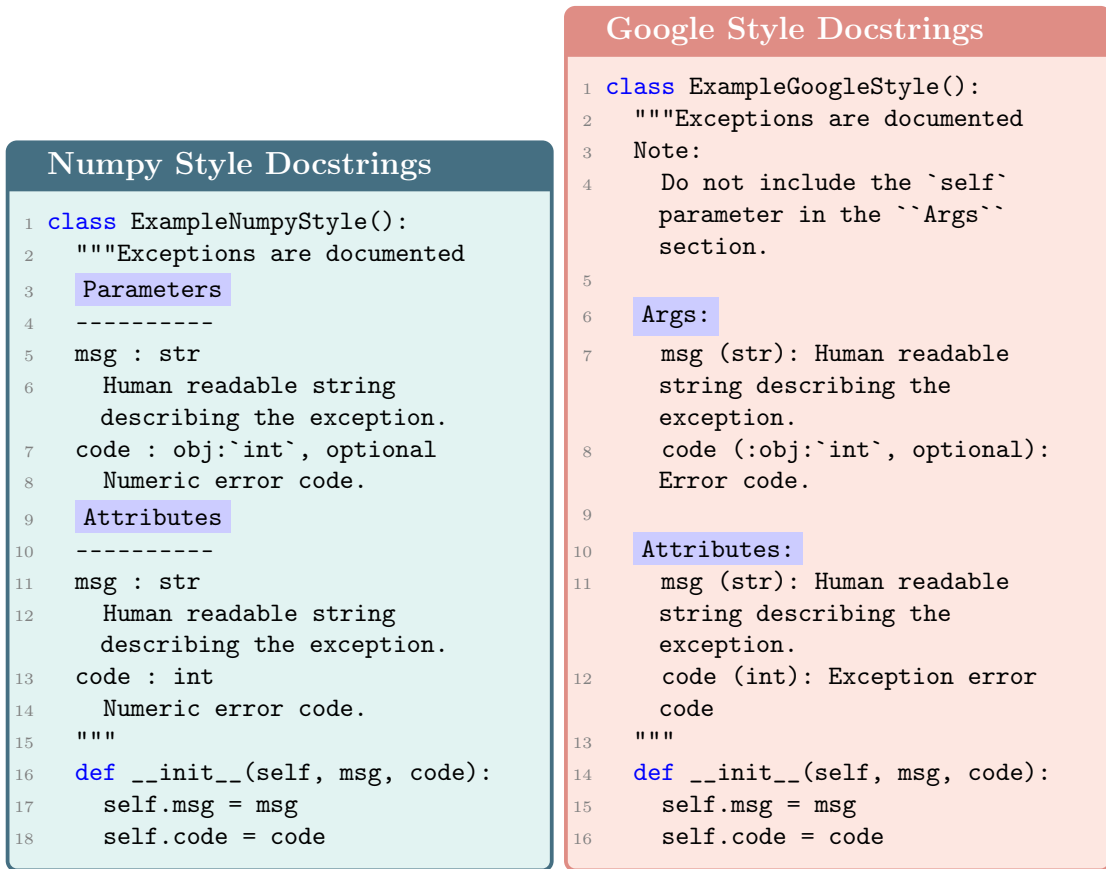 Numpy Style Docstrings
1 class ExampleNumpyStyle():
2 """Exceptions are documented
3 Parameters
4 ----------
5 msg : str
6 Human readable string
describing the exception.
7 code : obj:`int`, optional
8 Numeric error code.
9 Attributes
10 ----------
11 msg : str
12 Human readable string
describing the exception.
13 code : int
14 Numeric error code.
15 """
16 def __init__(self, msg, code):
17 self.msg = msg
18 self.code = code
Google Style Docstrings
1 class ExampleGoogleStyle():
2 """Exceptions are documented
3 Note:
4 Do not include the `self`
parameter in the ``Args``
section.
5
6 Args:
7 msg (str): Human readable
string describing the
exception.
8 code (:obj:`int`, optional):
Error code.
9
10 Attributes:
11 msg (str): Human readable
string describing the
exception.
12 code (int): Exception error
code
13 """
14 def __init__(self, msg, code):
15 self.msg = msg
16 self.code = code